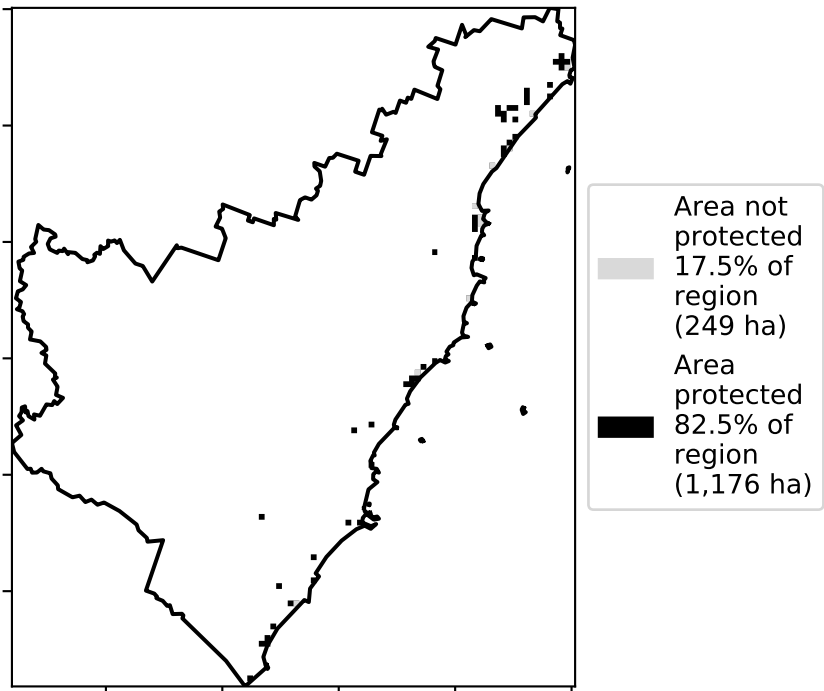 Area not
protected
17.5% of
region
(249 ha)
Area
protected
82.5% of
region
(1,176 ha)